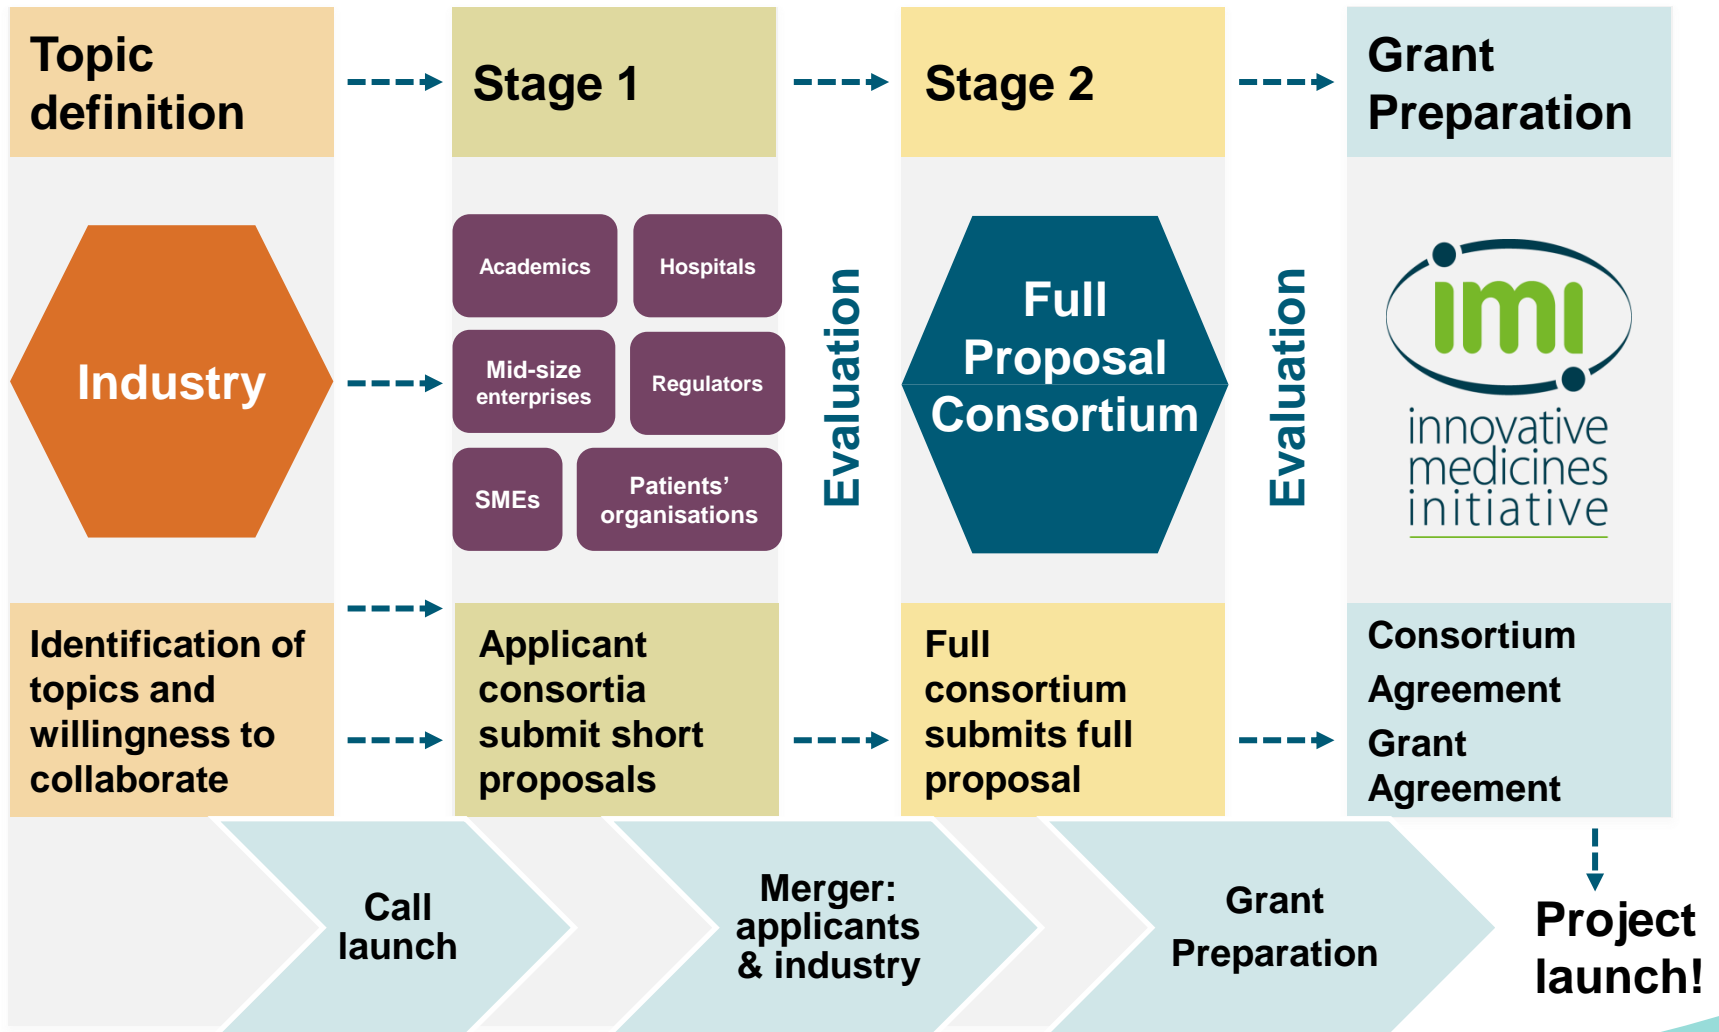 Topic
definition
Stage 1
Stage 2
Grant
Preparation
Industry
Academics
Hospitals
Mid-size
enterprises
Regulators
SMEs
Patients’
organisations
Evaluation
Full
Proposal
Consortium
Evaluation
imi
innovative
medicines
initiative
Identification of
topics and
willingness to
collaborate
Applicant
consortia
submit short
proposals
Full
consortium
submits full
proposal
Consortium
Agreement
Grant
Agreement
Call
launch
Merger:
applicants
& industry
Grant
Preparation
Project
launch!